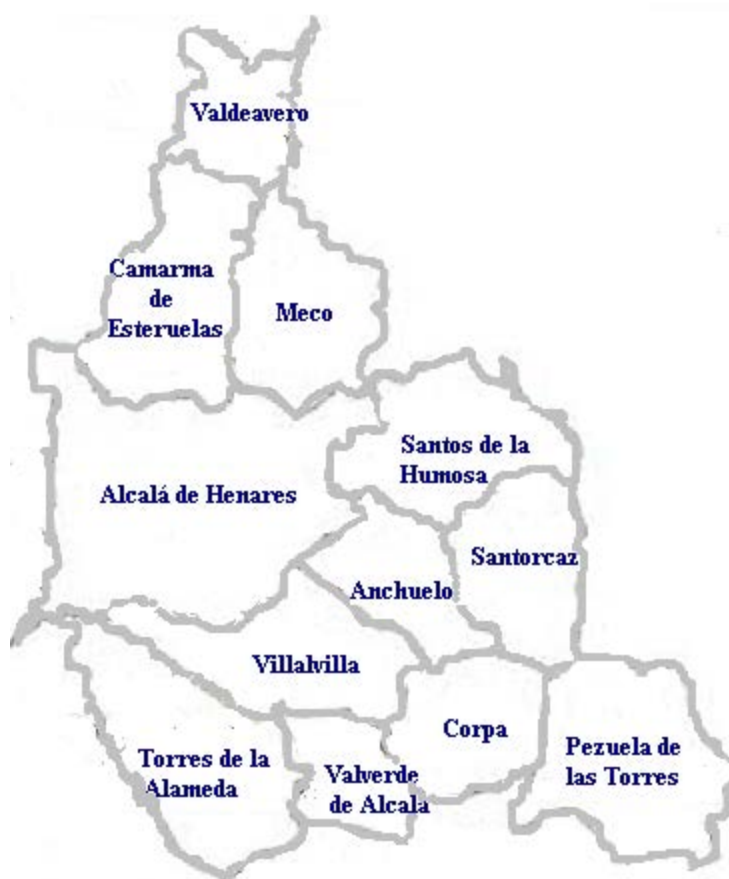 Valdeavero
Camarma
de
Esteruelas
Meco
Santos de la
Humosa
Alcalá de Henares
Santorcaz
Anchuelo
Villalvilla
Corpa
Torres de la
Alameda
Valverde
de Alcala
Pezuela de
las Torres